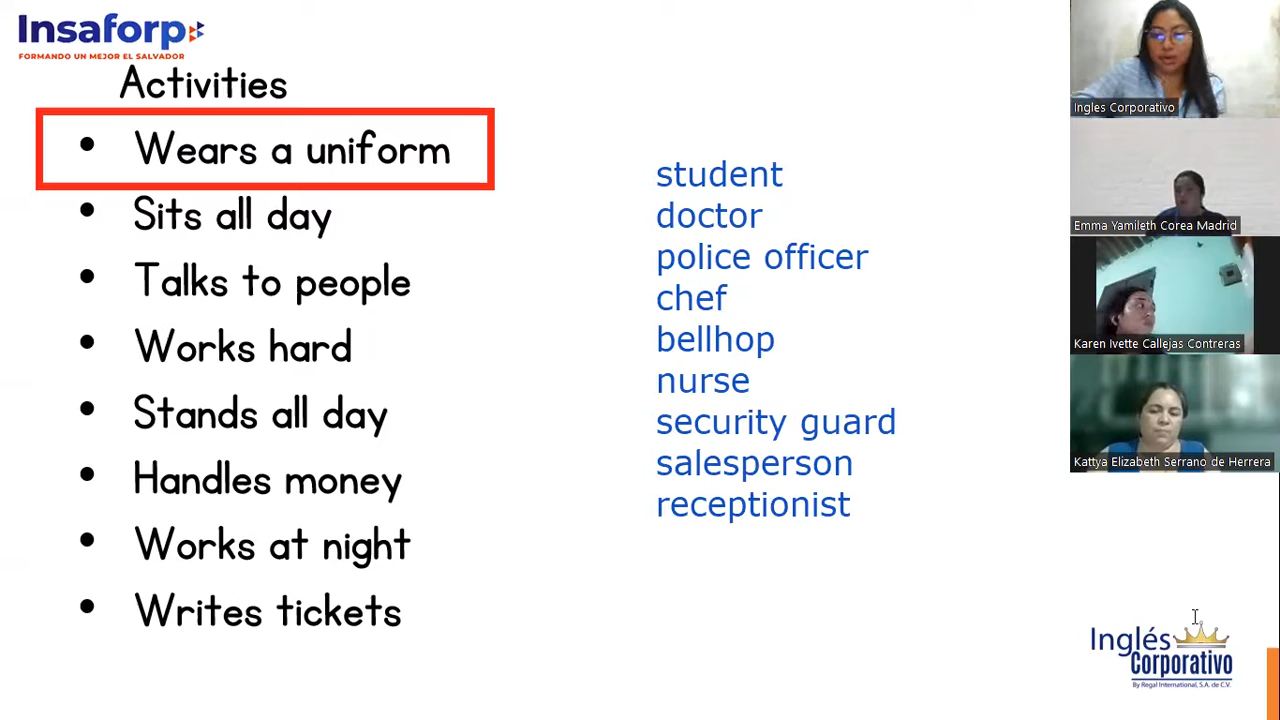 Insaforp
FORMANDO UN MEJOR EL SALVADOR
Activities
• Wears a uniform
• Sits all day
• Talks to people
• Works hard
• Stands all day
• Handles money
• Works at night
• Writes tickets
student
doctor
police officer
chef
bellhop
nurse
security guard
salesperson
receptionist
Ingles Corporativo
Emma Yamileth Corea Madrid
Karen Ivette Callejas Contreras
Kattya Elizabeth Serrano de Herrera
Inglés
Corporativo
By Regal International, S.A. de C.V.